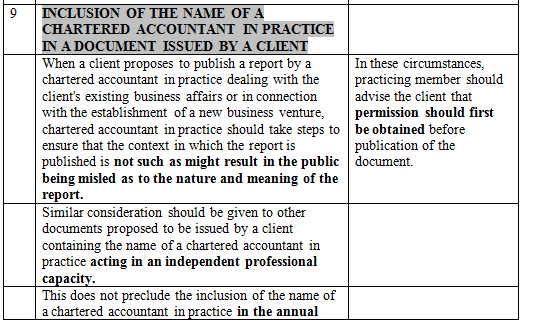 9
INCLUSION OF THE NAME OF A
CHARTERED ACCOUNTANT IN PRACTICE
IN A DOCUMENT ISSUED BY A CLIENT
When a client proposes to publish a report by a
chartered accountant in practice dealing with the
client's existing business affairs or in connection
with the establishment of a new business venture,
chartered accountant in practice should take steps to
ensure that the context in which the report is
published is not such as might result in the public
being misled as to the nature and meaning of the
report.
In these circumstances,
practicing member should
advise the client that
permission should first
be obtained before
publication of the
document.
Similar consideration should be given to other
documents proposed to be issued by a client
containing the name of a chartered accountant in
practice acting in an independent professional
capacity.
This does not preclude the inclusion of the name of
a chartered accountant in practice in the annual